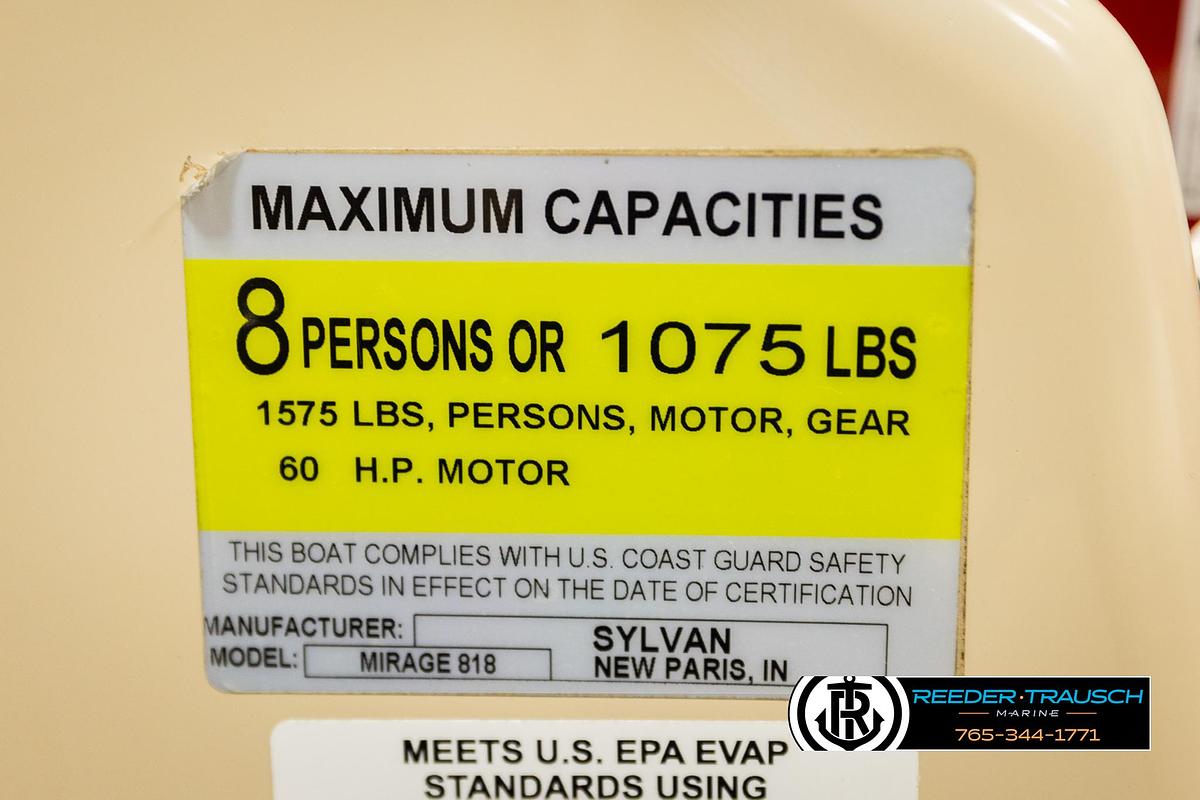 MAXIMUM CAPACITIES
8 PERSONS OR 1075 LBS
1575 LBS, PERSONS, MOTOR, GEAR
60 H.P. MOTOR
THIS BOAT COMPLIES WITH U.S. COAST GUARD SAFETY
STANDARDS IN EFFECT ON THE DATE OF CERTIFICATION
MANUFACTURER: SYLVAN
MODEL: MIRAGE 818 NEW PARIS, IN
MEETS U.S. EPA EVAP
STANDARDS USING
R
REEDER·TRAUSCH
MARINE
765-344-1771